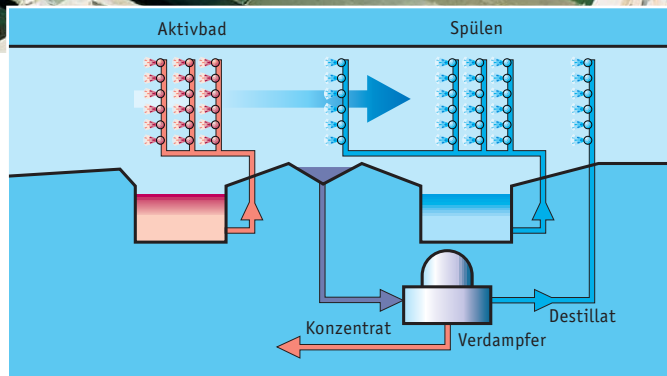 Aktivbad
Spülen
Destillat
Konzentrat
Verdampfer